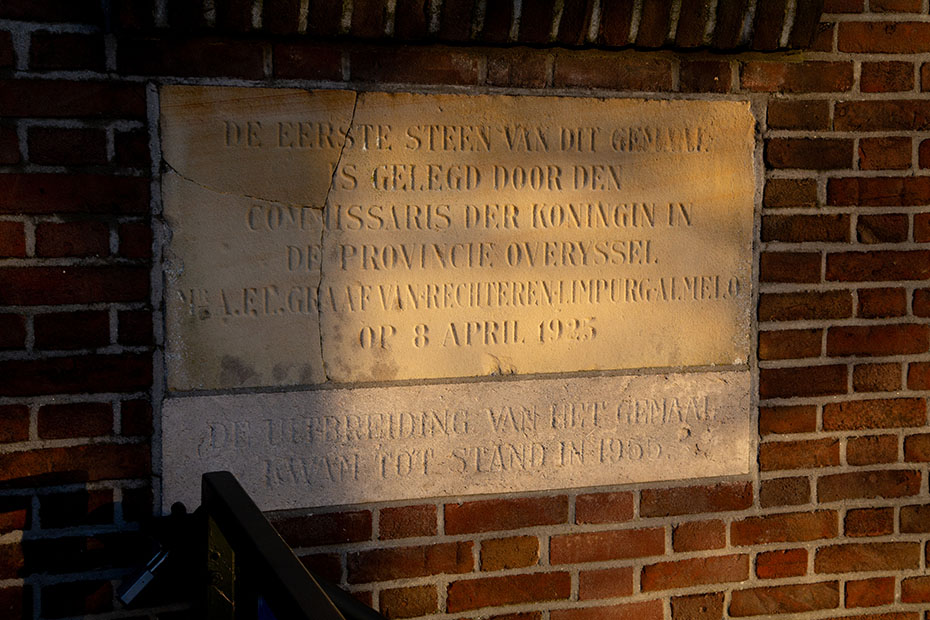 DE EERSTE STEEN VAN DIT GEMAAL
IS GELEGD DOOR DEN
COMMISSARIS DER KONINGIN IN
DE PROVINCIE OVERYSSEL
Mr A.F.L. GRAAF VAN·RECHTEREN·LIMPURG·ALMELO
OP 8 APRIL 1925
DE UITBREIDING VAN HET GEMAAL
KWAM TOT STAND IN 1955.